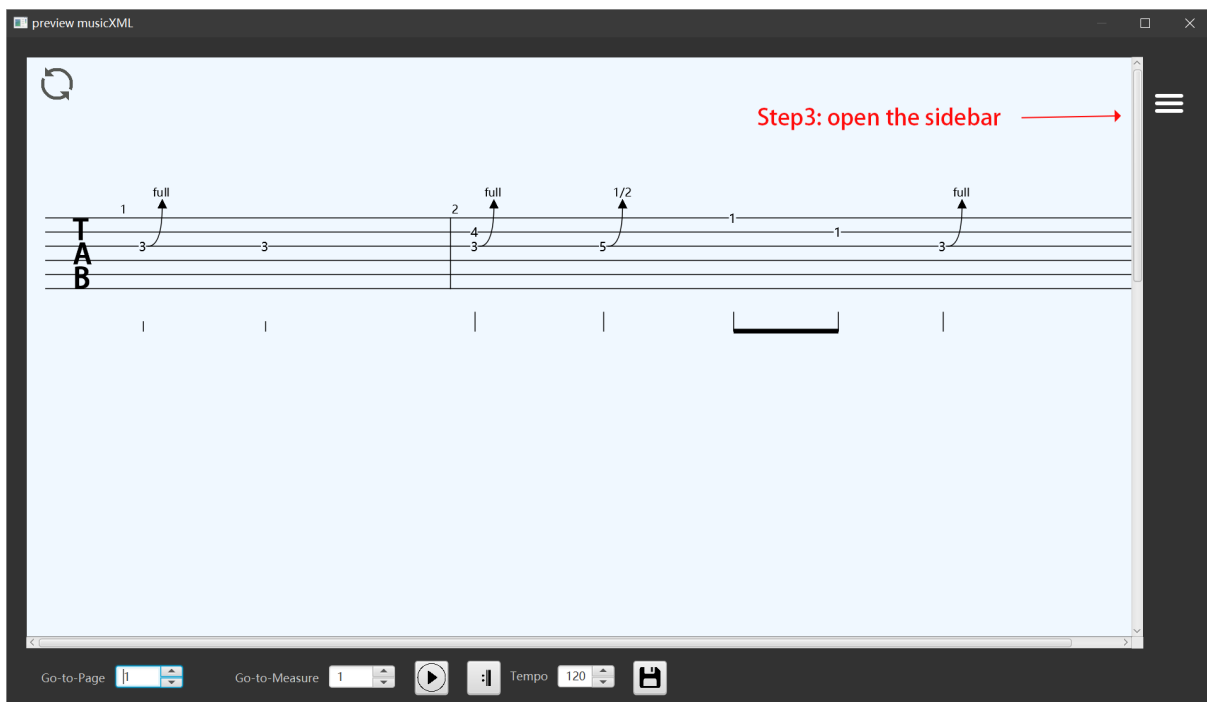 preview musicXML
Step3: open the sidebar
full full 1/2 full
1 2
1
T 4 1
A 3 3 3 5 3
B
Go-to-Page 1 Go-to-Measure 1 Tempo 120